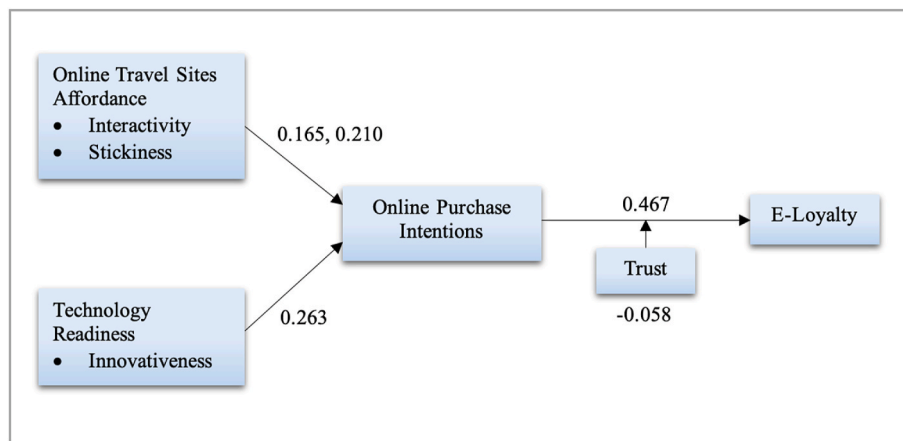 Online Travel Sites
Affordance
• Interactivity
• Stickiness
0.165, 0.210
Online Purchase
Intentions
0.467
E-Loyalty
Trust
-0.058
Technology
Readiness
• Innovativeness
0.263